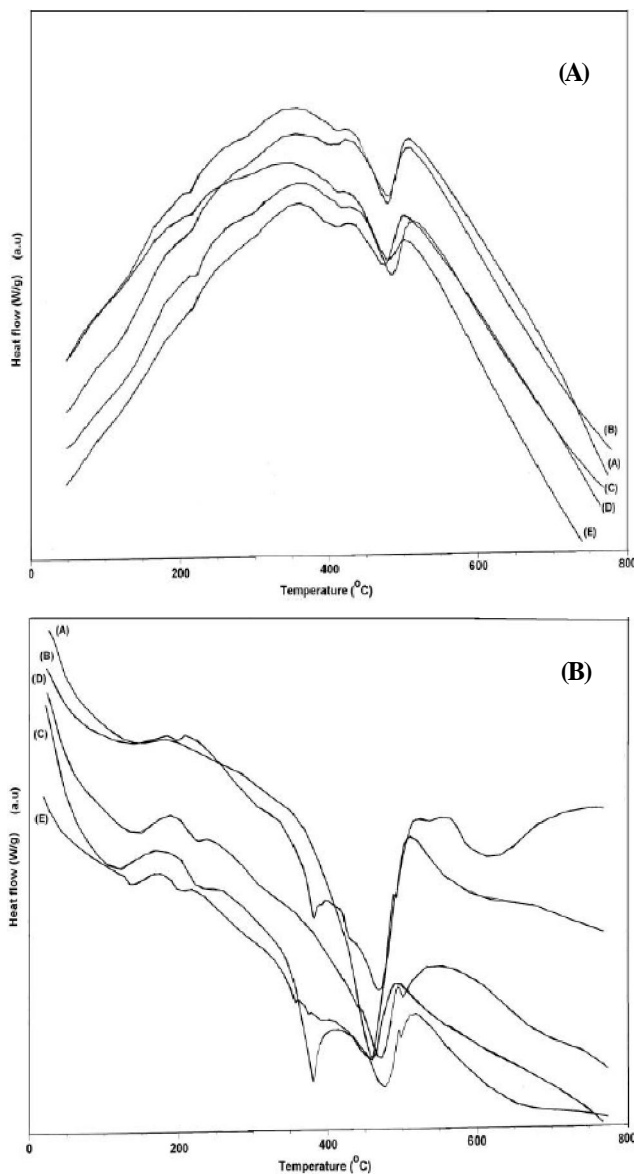 (A)
Heat flow (W/g) (a.u)
(B)
(A)
(C)
(D)
(E)
0 200 400 600 800
Temperature (°C)
(A)
(B)
(B)
(D)
(C)
(E)
Heat flow (W/g) (a.u)
0 200 400 600 800
Temperature (°C)